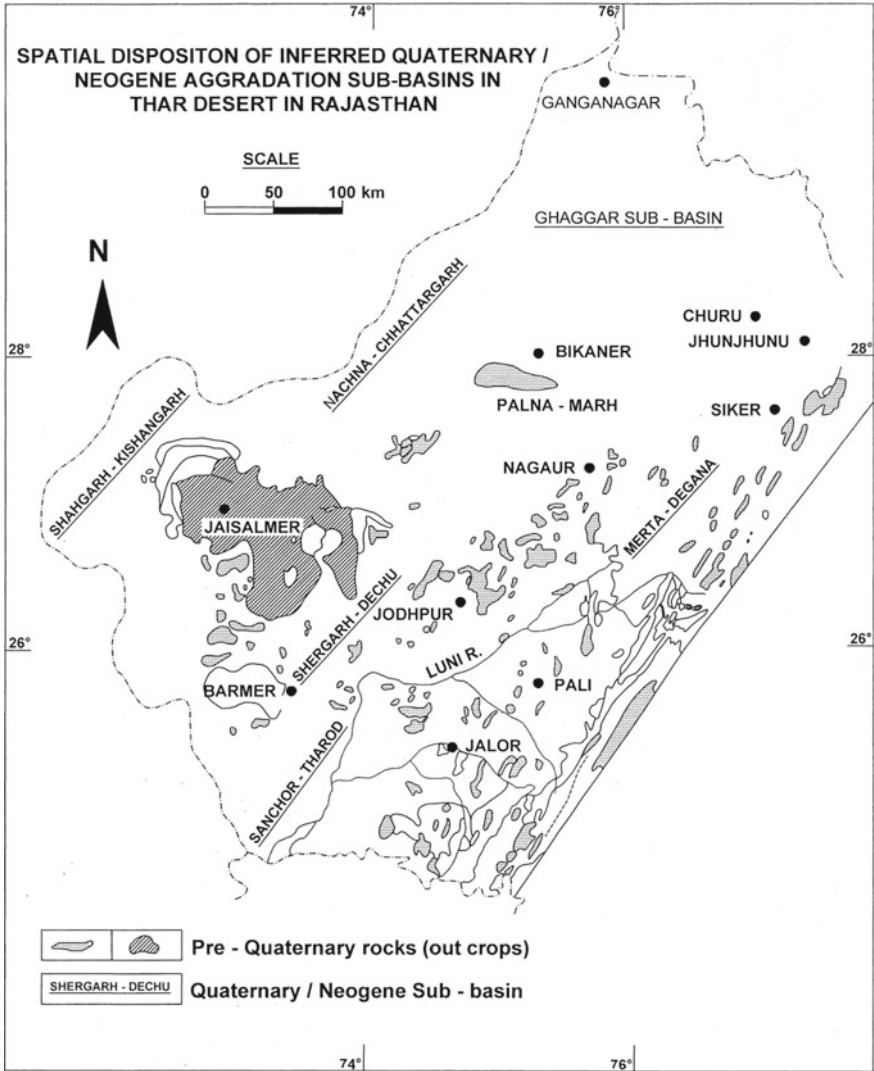 74°
76°
SPATIAL DISPOSITON OF INFERRED QUATERNARY /
NEOGENE AGGRADATION SUB-BASINS IN
THAR DESERT IN RAJASTHAN
GANGANAGAR
SCALE
0 50 100 km
GHAGGAR SUB - BASIN
N
NACHNA - CHHATTARGARH
CHURU
JHUNJHUNU
28°
BIKANER
28°
PALNA - MARH
SIKER
SHAHGARH - KISHANGARH
NAGAUR
MERTA - DEGANA
JAISALMER
SHERGARH - DECHU
JODHPUR
26°
LUNI R.
26°
BARMER
PALI
SANCHOR - THAROD
JALOR
Pre - Quaternary rocks (out crops)
SHERGARH - DECHU
Quaternary / Neogene Sub - basin
74°
76°